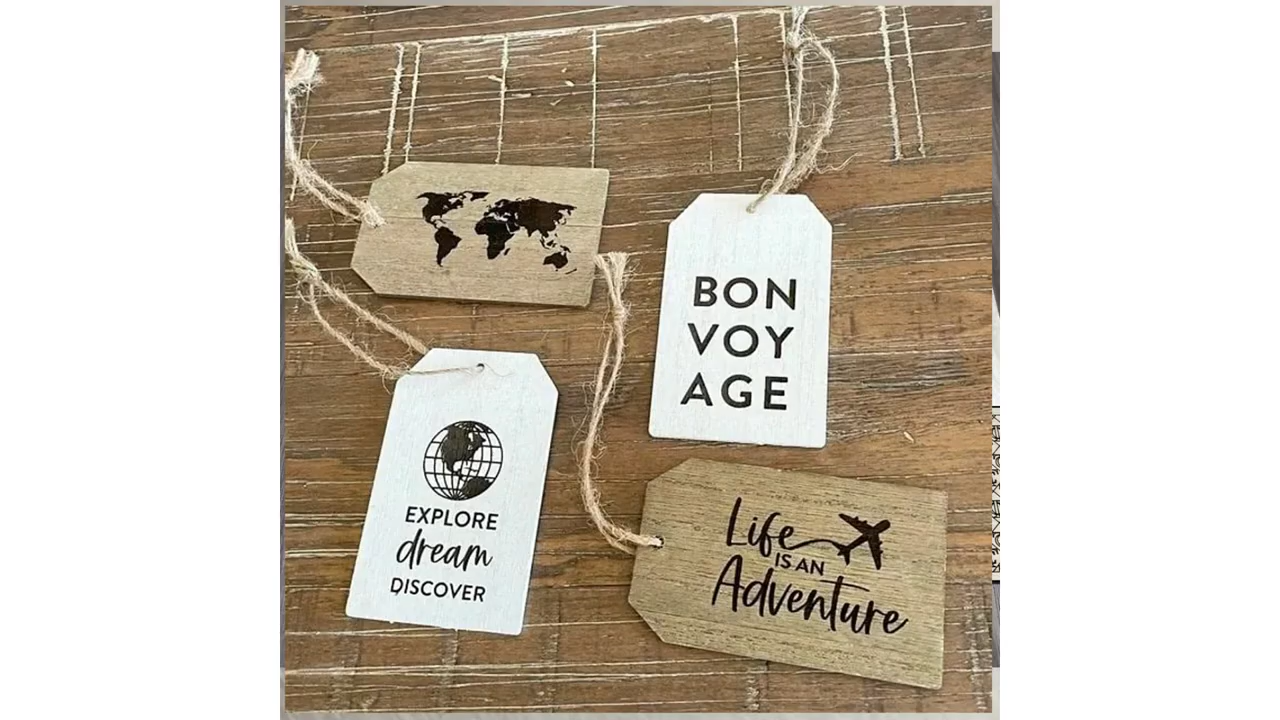 BON
VOY
AGE
EXPLORE
dream
DISCOVER
Life
IS AN
Adventure